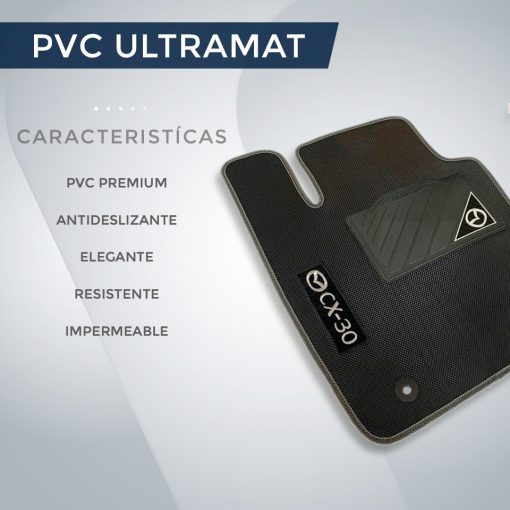 PVC ULTRAMAT
CARACTERISTÍCAS
PVC PREMIUM
ANTIDESLIZANTE
ELEGANTE
RESISTENTE
IMPERMEABLE
CX-30